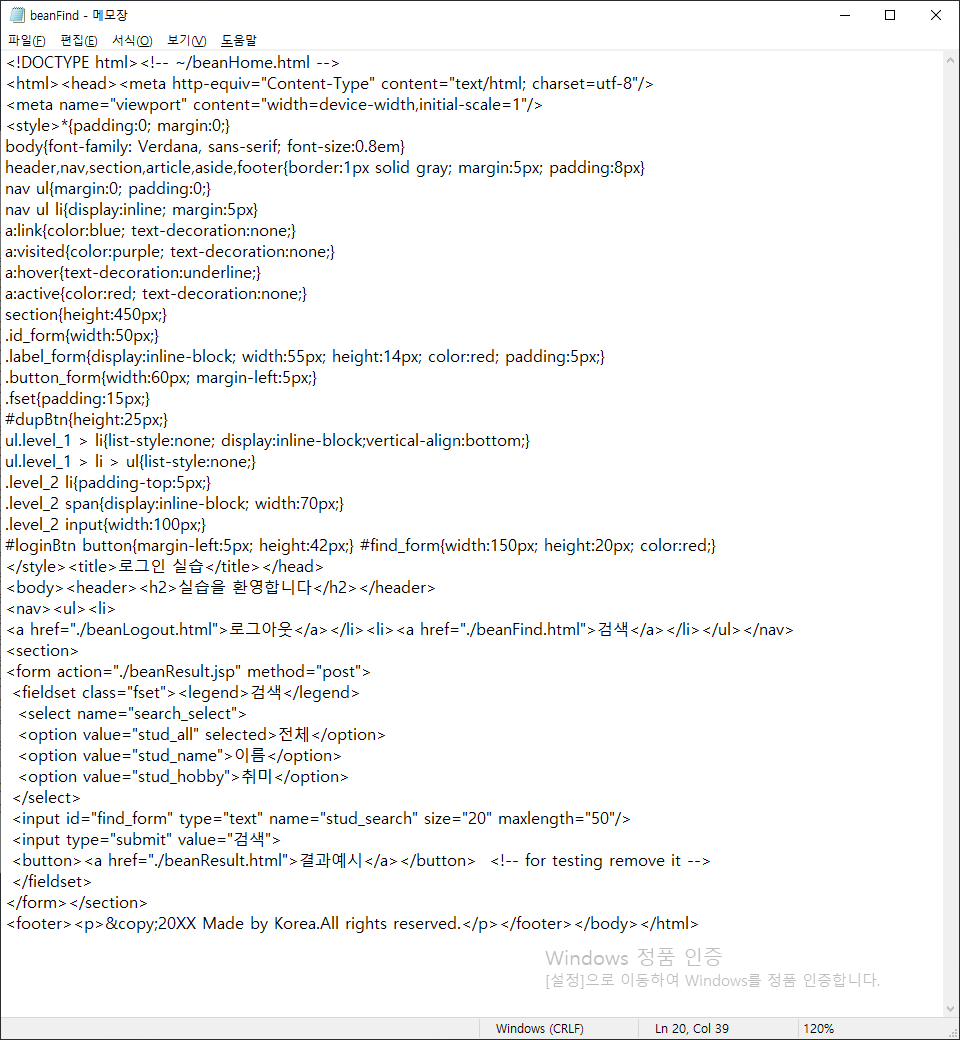 beanFind - 메모장
파일(F) 편집(E) 서식(O) 보기(V) 도움말
<!DOCTYPE html><!-- ~/beanHome.html -->
<html><head><meta http-equiv="Content-Type" content="text/html; charset=utf-8"/>
<meta name="viewport" content="width=device-width,initial-scale=1"/>
<style>*{padding:0; margin:0;}
body{font-family: Verdana, sans-serif; font-size:0.8em}
header,nav,section,article,aside,footer{border:1px solid gray; margin:5px; padding:8px}
nav ul{margin:0; padding:0;}
nav ul li{display:inline; margin:5px}
a:link{color:blue; text-decoration:none;}
a:visited{color:purple; text-decoration:none;}
a:hover{text-decoration:underline;}
a:active{color:red; text-decoration:none;}
section{height:450px;}
.id_form{width:50px;}
.label_form{display:inline-block; width:55px; height:14px; color:red; padding:5px;}
.button_form{width:60px; margin-left:5px;}
.fset{padding:15px;}
#dupBtn{height:25px;}
ul.level_1 > li{list-style:none; display:inline-block;vertical-align:bottom;}
ul.level_1 > li > ul{list-style:none;}
.level_2 li{padding-top:5px;}
.level_2 span{display:inline-block; width:70px;}
.level_2 input{width:100px;}
#loginBtn button{margin-left:5px; height:42px;} #find_form{width:150px; height:20px; color:red;}
</style><title>로그인 실습</title></head>
<body><header><h2>실습을 환영합니다</h2></header>
<nav><ul><li>
<a href="./beanLogout.html">로그아웃</a></li><li><a href="./beanFind.html">검색</a></li></ul></nav>
<section>
<form action="./beanResult.jsp" method="post">
<fieldset class="fset"><legend>검색</legend>
<select name="search_select">
<option value="stud_all" selected>전체</option>
<option value="stud_name">이름</option>
<option value="stud_hobby">취미</option>
</select>
<input id="find_form" type="text" name="stud_search" size="20" maxlength="50"/>
<input type="submit" value="검색">
<button><a href="./beanResult.html">결과예시</a></button> <!-- for testing remove it -->
</fieldset>
</form></section>
<footer><p>&copy;20XX Made by Korea.All rights reserved.</p></footer></body></html>
Windows 정품 인증
[설정]으로 이동하여 Windows를 정품 인증합니다.
Windows (CRLF) Ln 20, Col 39 120%